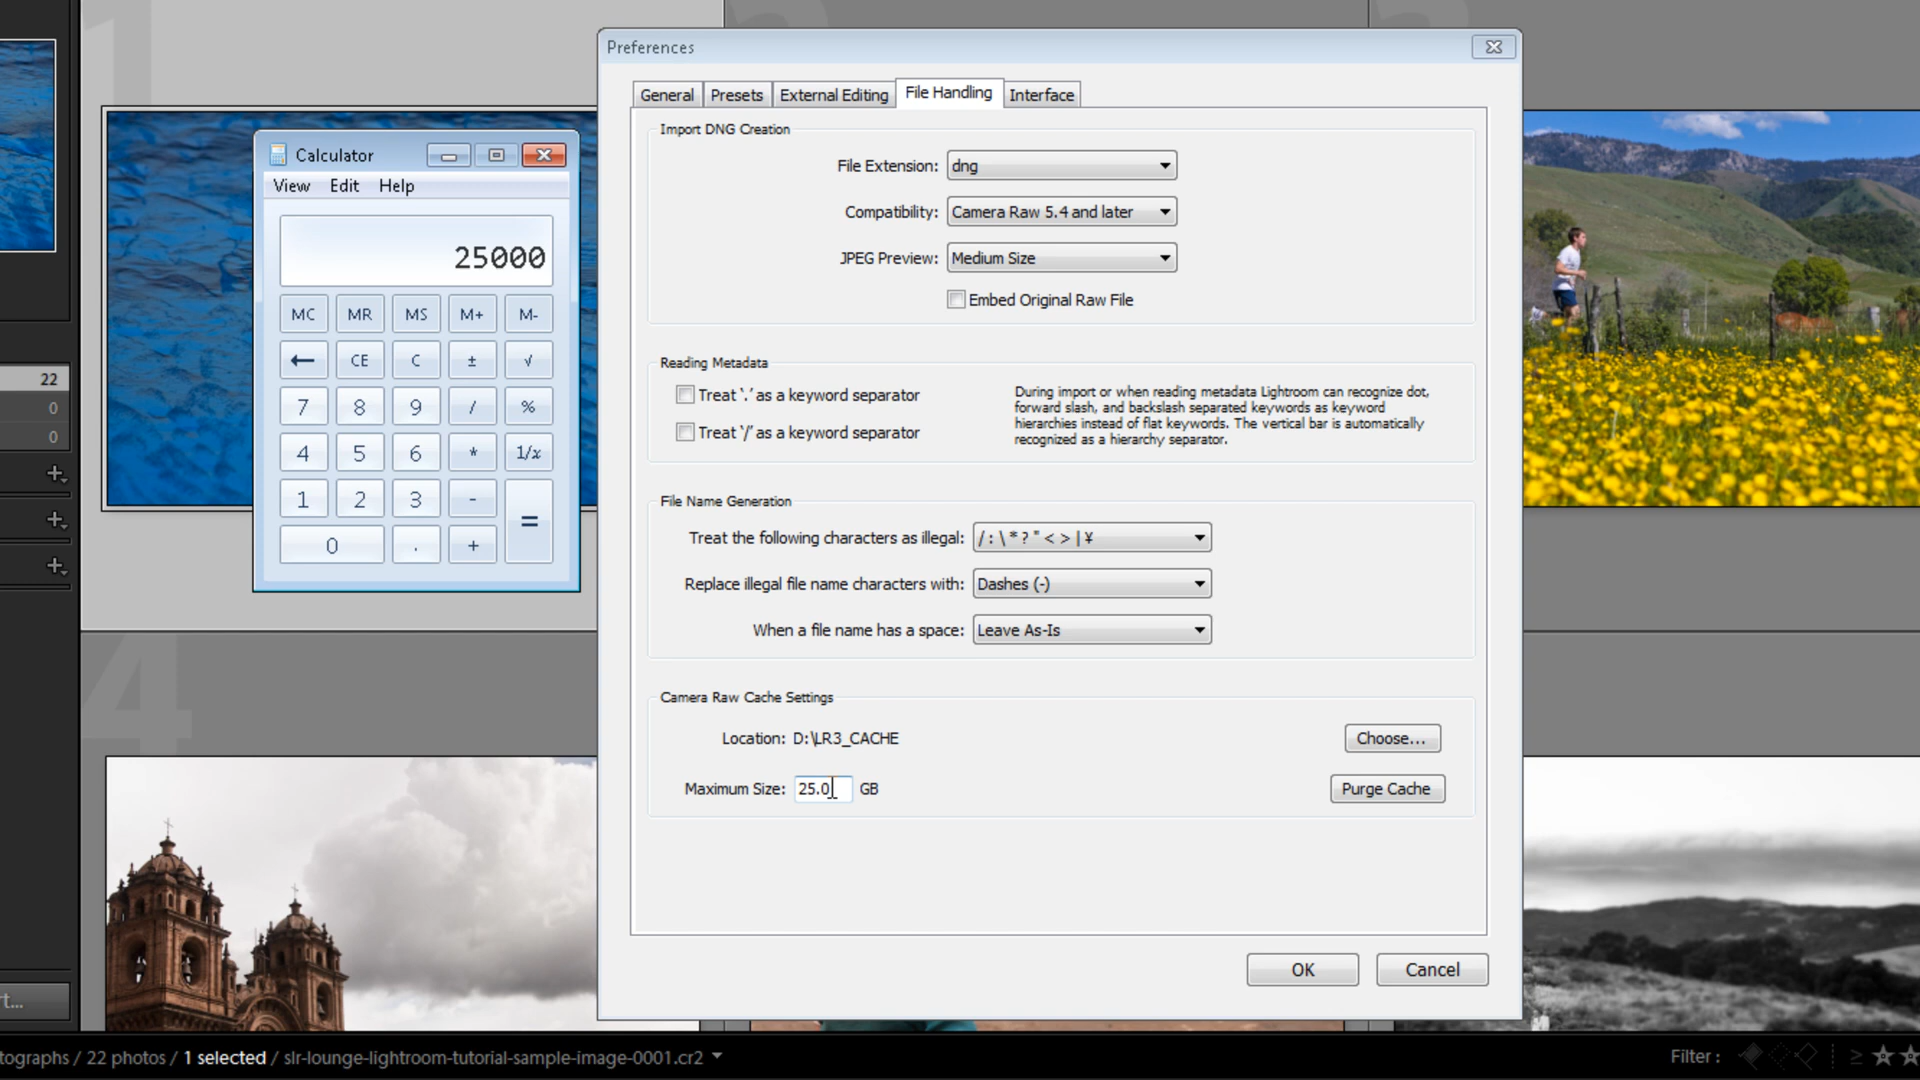 Preferences
General Presets External Editing File Handling Interface
Import DNG Creation
File Extension: dng
Compatibility: Camera Raw 5.4 and later
JPEG Preview: Medium Size
Embed Original Raw File
Reading Metadata
Treat '.' as a keyword separator
Treat '/' as a keyword separator
During import or when reading metadata Lightroom can recognize dot,
forward slash, and backslash separated keywords as keyword
hierarchies instead of flat keywords. The vertical bar is automatically
recognized as a hierarchy separator.
File Name Generation
Treat the following characters as illegal: / : \ * ? " < > | ¥
Replace illegal file name characters with: Dashes (-)
When a file name has a space: Leave As-Is
Camera Raw Cache Settings
Location: D:\LR3_CACHE
Choose...
Maximum Size: 25.0 GB
Purge Cache
OK Cancel
Calculator
View Edit Help
25000
MC MR MS M+ M-
← CE C ± √
7 8 9 / %
4 5 6 * 1/x
1 2 3 - =
0 . +
1
4
22
0
0
t...
tographs / 22 photos / 1 selected / slr-lounge-lightroom-tutorial-sample-image-0001.cr2
Filter :
≥